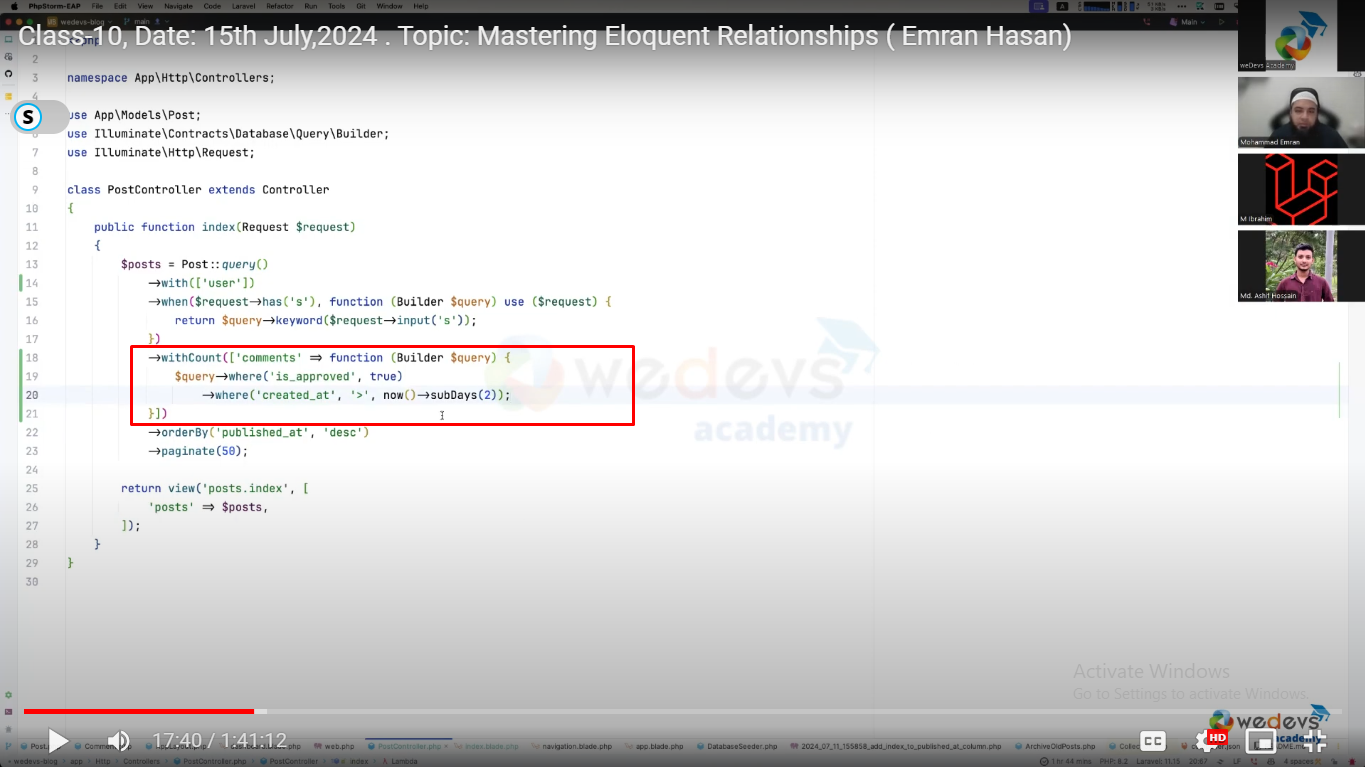 PhpStorm-EAP File Edit View Navigate Code Laravel Refactor Run Tools Git Window Help
wedevs-blog main Main
Class-10, Date: 15th July,2024 . Topic: Mastering Eloquent Relationships ( Emran Hasan)
weDevs Academy
2
3 namespace App\Http\Controllers;
4
use App\Models\Post;
6 use Illuminate\Contracts\Database\Query\Builder;
7 use Illuminate\Http\Request;
8
9 class PostController extends Controller
10 {
11 public function index(Request $request)
12 {
13 $posts = Post::query()
14 ->with(['user'])
15 ->when($request->has('s'), function (Builder $query) use ($request) {
16 return $query->keyword($request->input('s'));
17 })
18 ->withCount(['comments' => function (Builder $query) {
19 $query->where('is_approved', true)
20 ->where('created_at', '>', now()->subDays(2));
21 }])
22 ->orderBy('published_at', 'desc')
23 ->paginate(50);
24
25 return view('posts.index', [
26 'posts' => $posts,
27 ]);
28 }
29 }
30
S
Mohammad Emran
M Ibrahim
Md. Ashif Hossain
wedevs
academy
Activate Windows
Go to Settings to activate Windows.
wedevs
academy
17:40 / 1:41:12
CC
HD
web.php PostController.php index.blade.php navigation.blade.php app.blade.php DatabaseSeeder.php 2024_07_11_155858_add_index_to_published_at_column.php ArchiveOldPosts.php
wedevs-blog > app > Http > Controllers > PostController.php > PostController > index > Lambda
1 hr 44 mins PHP: 8.2 Laravel: 11.15 20:67 LF 4 spaces